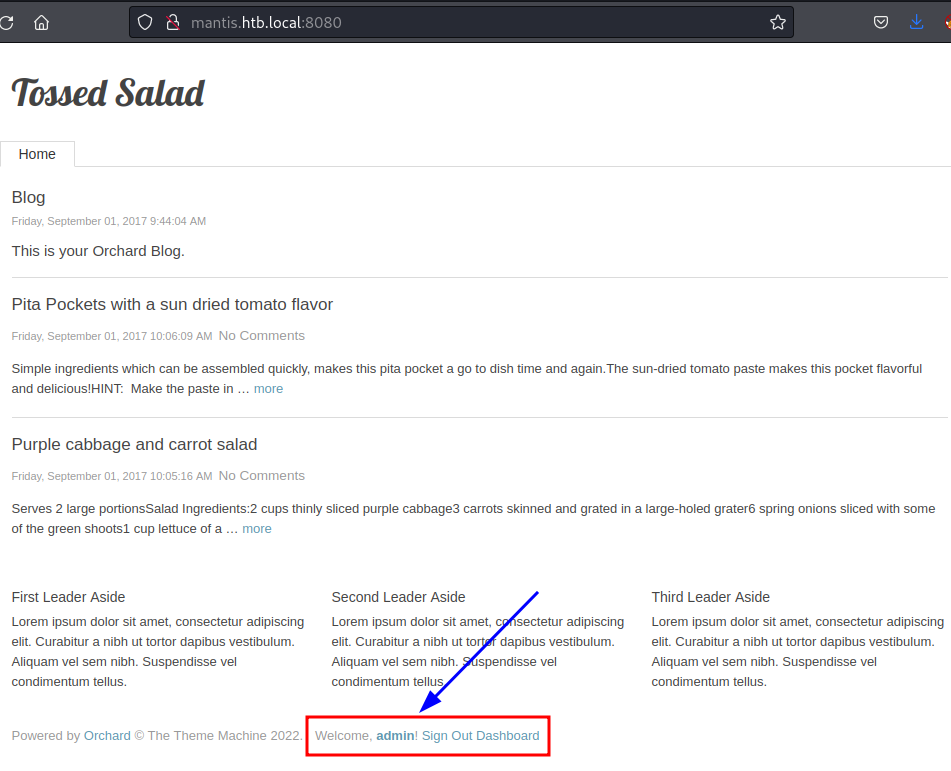 mantis.htb.local:8080
Tossed Salad
Home
Blog
Friday, September 01, 2017 9:44:04 AM
This is your Orchard Blog.
Pita Pockets with a sun dried tomato flavor
Friday, September 01, 2017 10:06:09 AM No Comments
Simple ingredients which can be assembled quickly, makes this pita pocket a go to dish time and again.The sun-dried tomato paste makes this pocket flavorful
and delicious!HINT:  Make the paste in … more
Purple cabbage and carrot salad
Friday, September 01, 2017 10:05:16 AM No Comments
Serves 2 large portionsSalad Ingredients:2 cups thinly sliced purple cabbage3 carrots skinned and grated in a large-holed grater6 spring onions sliced with some
of the green shoots1 cup lettuce of a … more
First Leader Aside
Lorem ipsum dolor sit amet, consectetur adipiscing
elit. Curabitur a nibh ut tortor dapibus vestibulum.
Aliquam vel sem nibh. Suspendisse vel
condimentum tellus.
Second Leader Aside
Lorem ipsum dolor sit amet, consectetur adipiscing
elit. Curabitur a nibh ut tortor dapibus vestibulum.
Aliquam vel sem nibh. Suspendisse vel
condimentum tellus.
Third Leader Aside
Lorem ipsum dolor sit amet, consectetur adipiscing
elit. Curabitur a nibh ut tortor dapibus vestibulum.
Aliquam vel sem nibh. Suspendisse vel
condimentum tellus.
Powered by Orchard © The Theme Machine 2022. Welcome, admin! Sign Out Dashboard